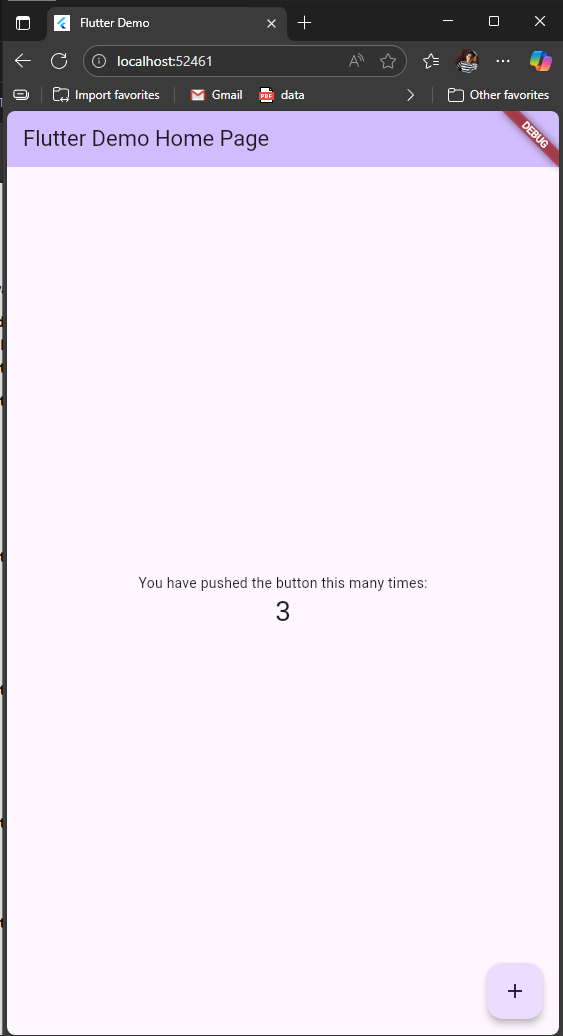 Flutter Demo
localhost:52461
Import favorites
Gmail
PDF
data
Other favorites
Flutter Demo Home Page
DEBUG
You have pushed the button this many times:
3